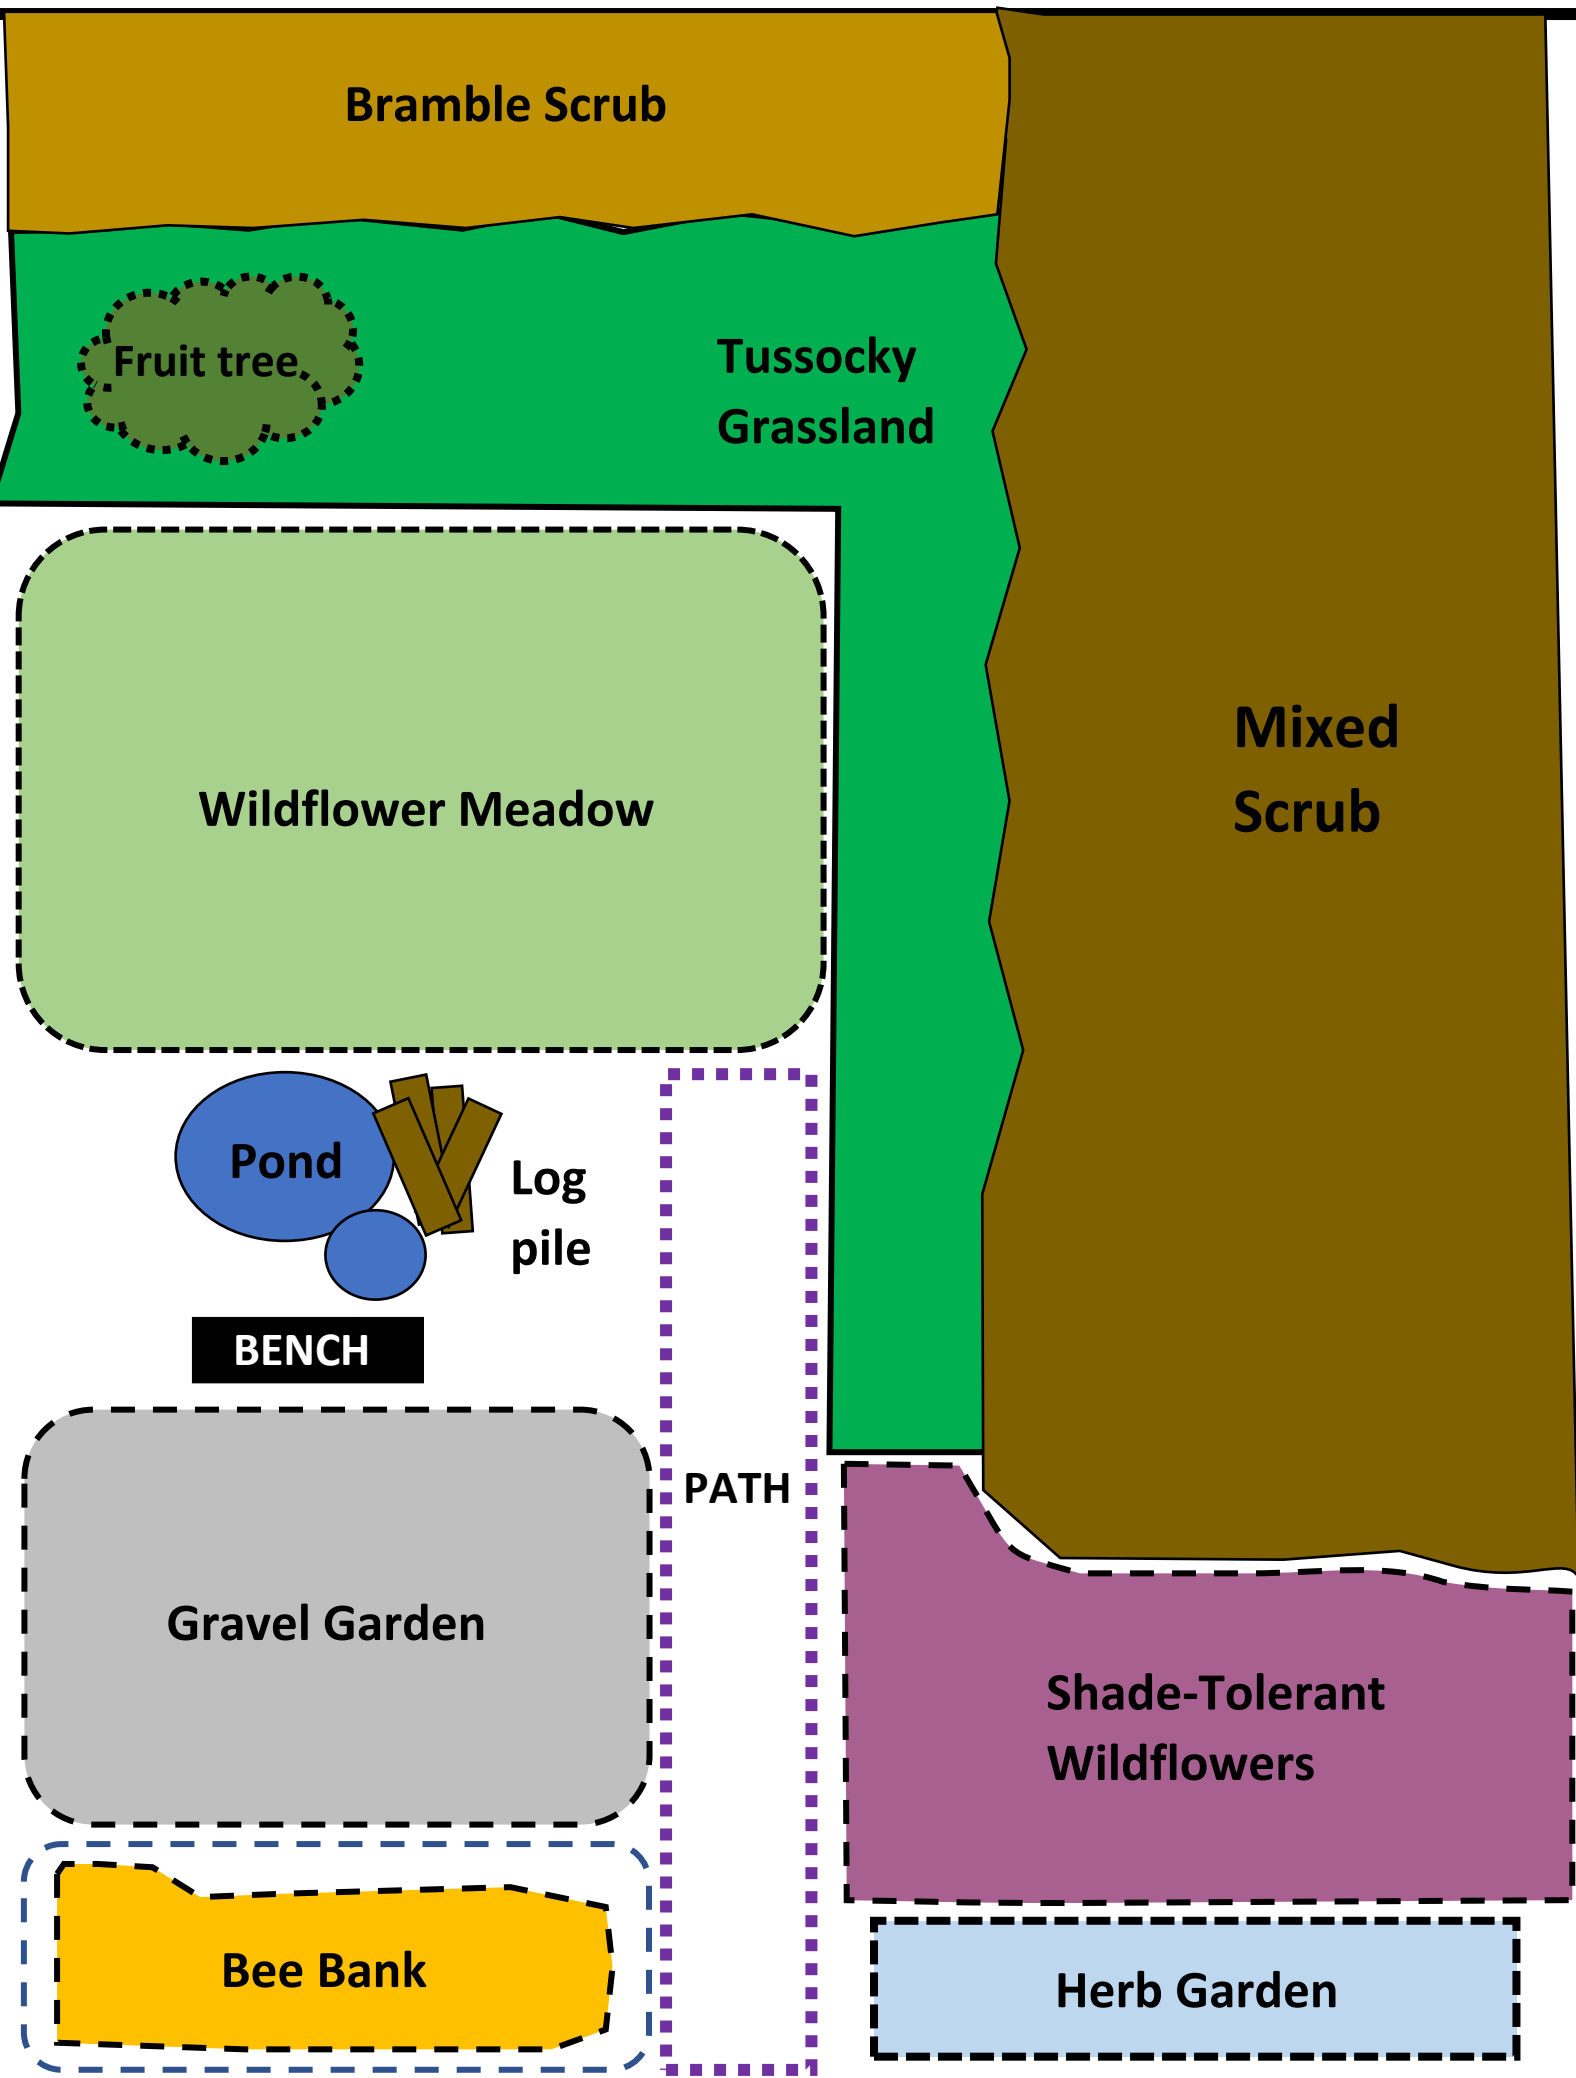 Bramble Scrub
Fruit tree
Tussocky
Grassland
Wildflower Meadow
Mixed
Scrub
Pond
Log
pile
BENCH
PATH
Gravel Garden
Shade-Tolerant
Wildflowers
Bee Bank
Herb Garden